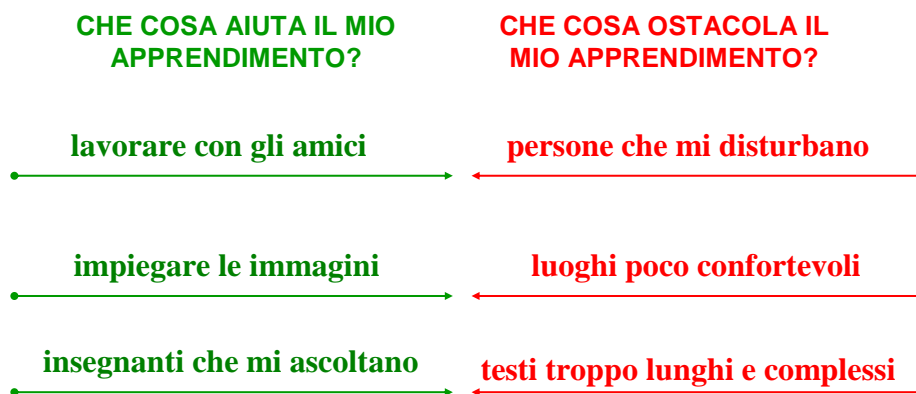 CHE COSA AIUTA IL MIO
APPRENDIMENTO?
CHE COSA OSTACOLA IL
MIO APPRENDIMENTO?
lavorare con gli amici
persone che mi disturbano
impiegare le immagini
luoghi poco confortevoli
insegnanti che mi ascoltano
testi troppo lunghi e complessi